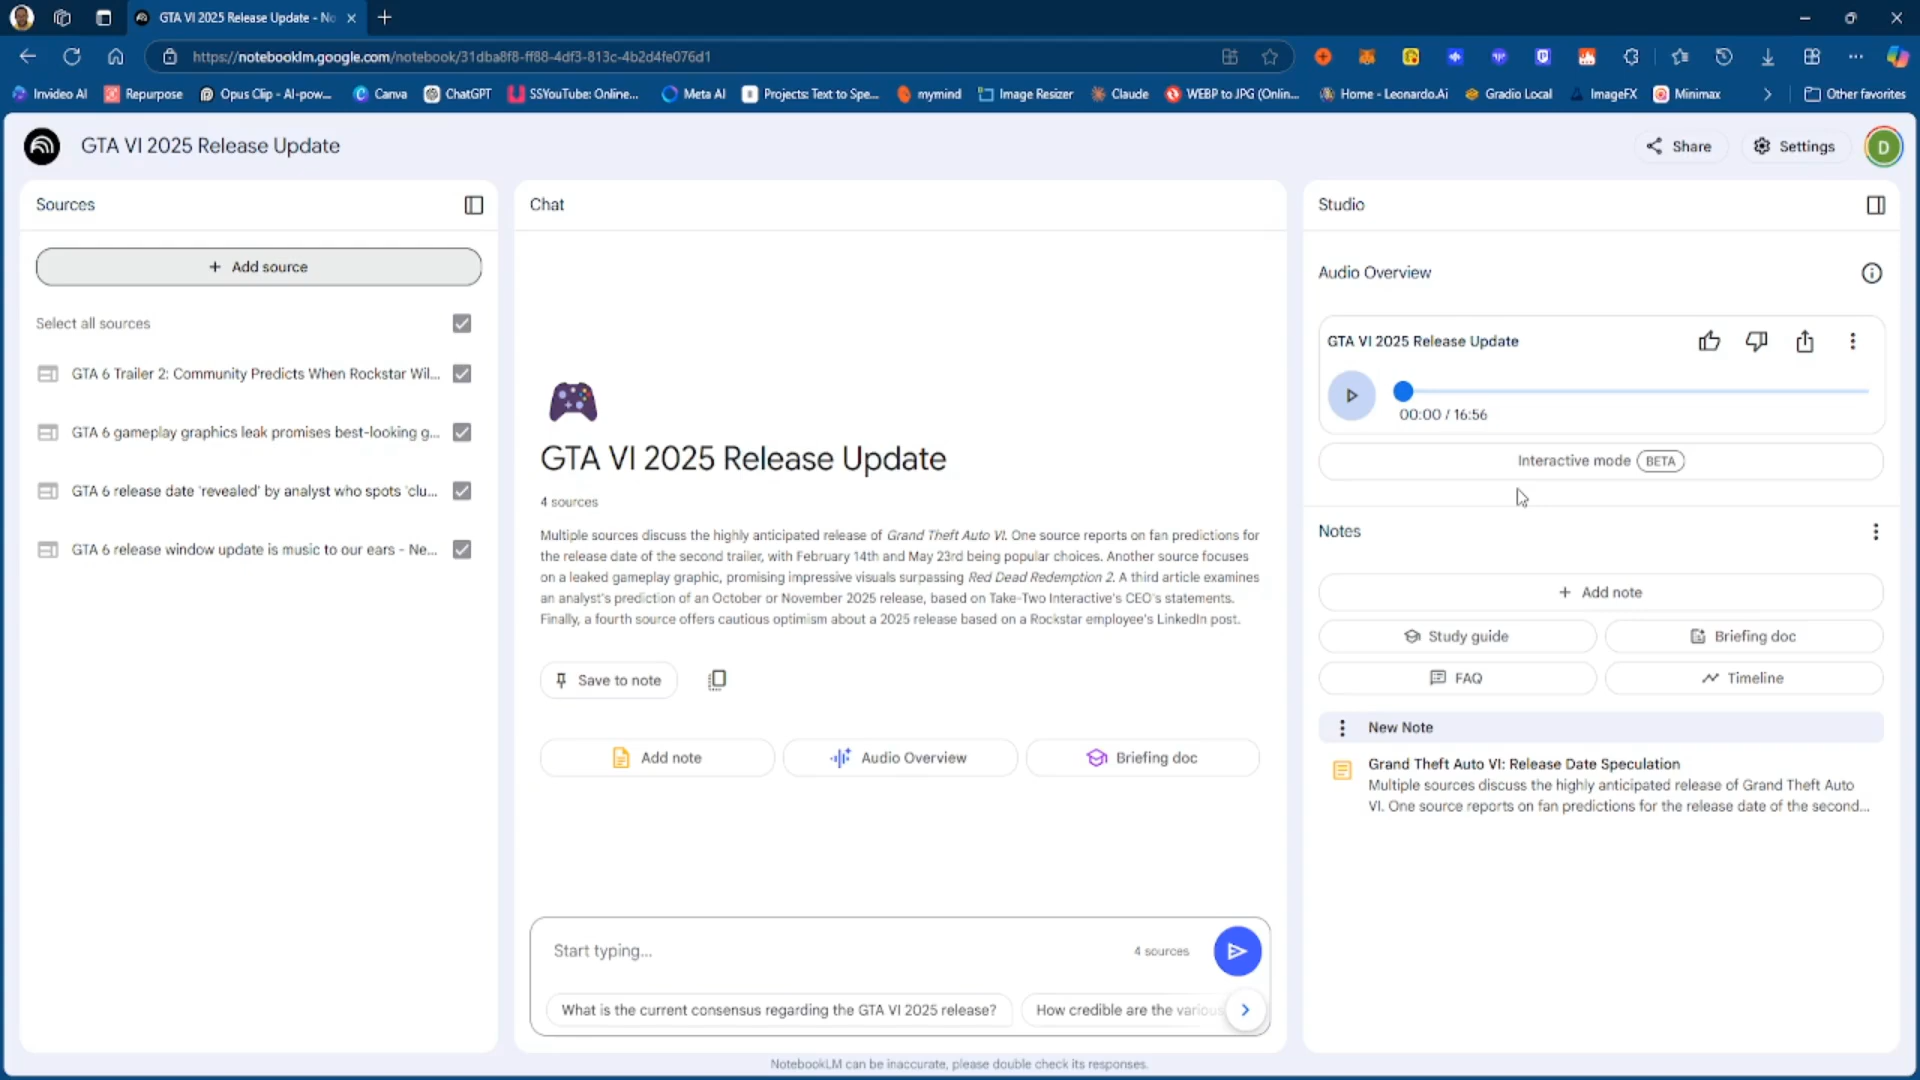 GTA VI 2025 Release Update - No
https://notebooklm.google.com/notebook/31dba8f8-ff88-4df3-813c-4b2d4fe076d1
Invideo AI
Repurpose
Opus Clip - AI-pow...
Canva
ChatGPT
SSYouTube: Online...
Meta AI
Projects: Text to Spe...
mymind
Image Resizer
Claude
WEBP to JPG (Onlin...
Home - Leonardo.Ai
Gradio Local
ImageFX
Minimax
Other favorites
GTA VI 2025 Release Update
Share
Settings
D
Sources
+ Add source
Select all sources
GTA 6 Trailer 2: Community Predicts When Rockstar Wil...
GTA 6 gameplay graphics leak promises best-looking g...
GTA 6 release date 'revealed' by analyst who spots 'clu...
GTA 6 release window update is music to our ears - Ne...
Chat
GTA VI 2025 Release Update
4 sources
Multiple sources discuss the highly anticipated release of Grand Theft Auto VI. One source reports on fan predictions for
the release date of the second trailer, with February 14th and May 23rd being popular choices. Another source focuses
on a leaked gameplay graphic, promising impressive visuals surpassing Red Dead Redemption 2. A third article examines
an analyst's prediction of an October or November 2025 release, based on Take-Two Interactive's CEO's statements.
Finally, a fourth source offers cautious optimism about a 2025 release based on a Rockstar employee's LinkedIn post.
Save to note
Add note
Audio Overview
Briefing doc
Start typing...
4 sources
What is the current consensus regarding the GTA VI 2025 release?
How credible are the various
NotebookLM can be inaccurate, please double check its responses.
Studio
Audio Overview
GTA VI 2025 Release Update
00:00 / 16:56
Interactive mode BETA
Notes
+ Add note
Study guide
Briefing doc
FAQ
Timeline
New Note
Grand Theft Auto VI: Release Date Speculation
Multiple sources discuss the highly anticipated release of Grand Theft Auto
VI. One source reports on fan predictions for the release date of the second...